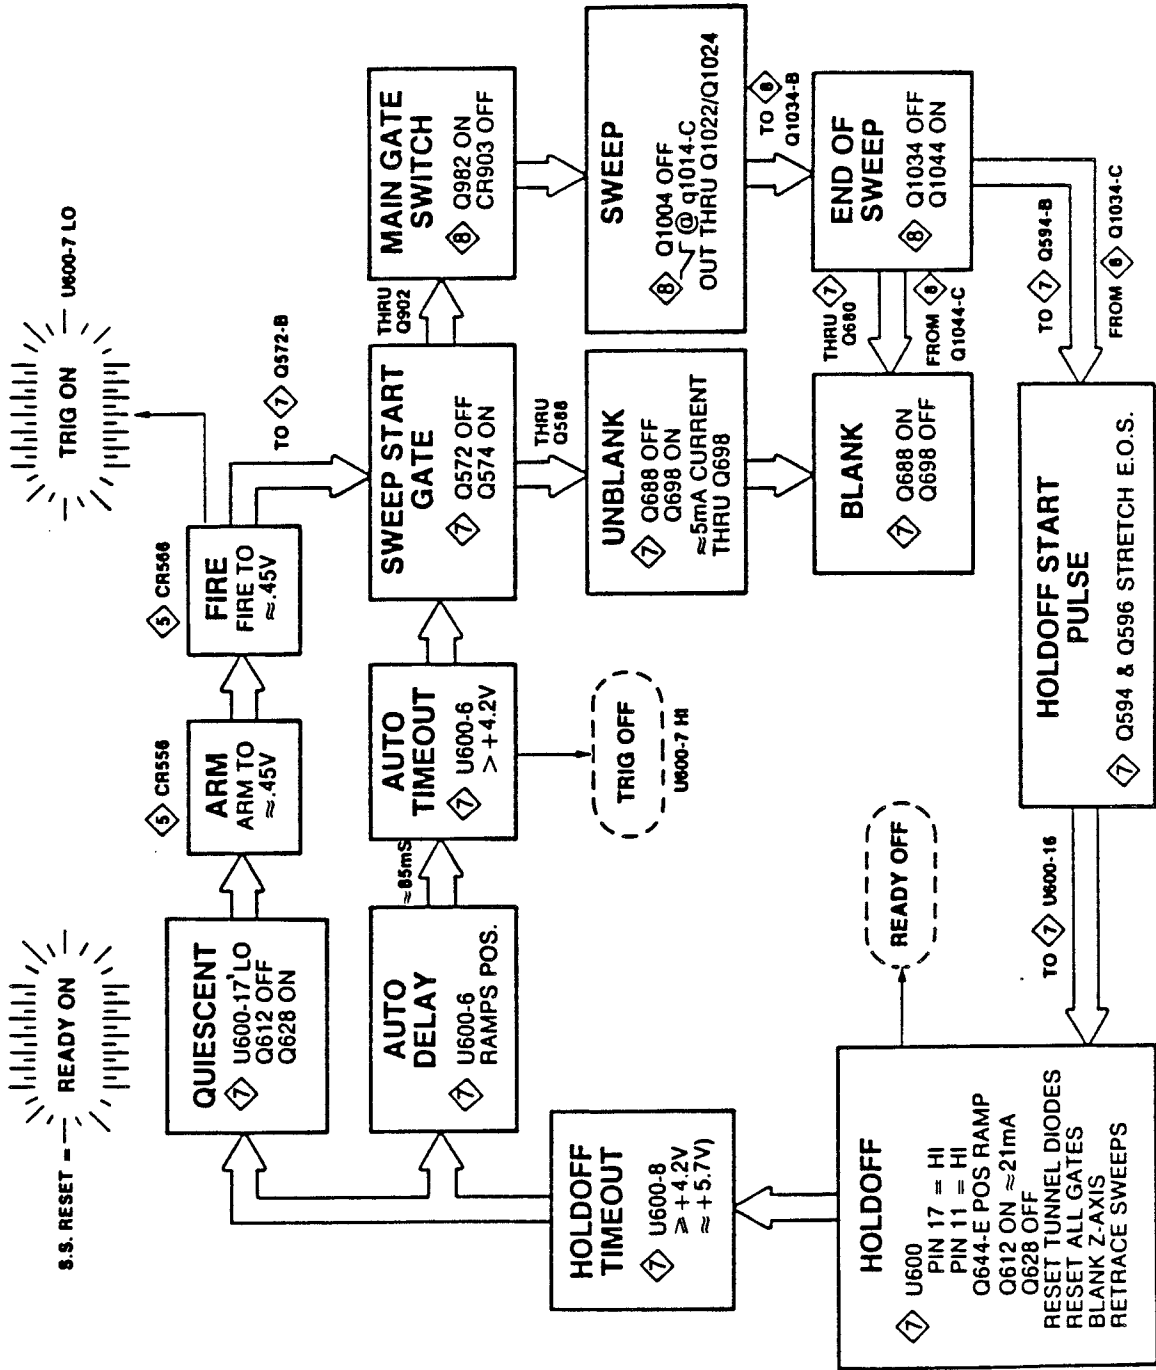 S.S. RESET = READY ON
TRIG ON
U600-7 LO
QUIESCENT
7 U600-17 LO
Q612 OFF
Q628 ON
5 CR556
ARM
ARM TO
≈.45V
5 CR566
FIRE
FIRE TO
≈.45V
TO 7 Q572-B
AUTO
DELAY
7 U600-6
RAMPS POS.
≈85mS
AUTO
TIMEOUT
7 U600-6
> +4.2V
TRIG OFF
U600-7 HI
SWEEP START
GATE
7 Q572 OFF
Q574 ON
THRU
Q902
MAIN GATE
SWITCH
8 Q982 ON
CR903 OFF
THRU
Q588
UNBLANK
7 Q688 OFF
Q698 ON
≈5mA CURRENT
THRU Q698
SWEEP
8 Q1004 OFF
@ q1014-C
OUT THRU Q1022/Q1024
TO 8
Q1034-B
HOLDOFF
TIMEOUT
7 U600-8
⩾ +4.2V
≈ +5.7V)
BLANK
7 Q688 ON
Q698 OFF
THRU 7
Q680
FROM 8
Q1044-C
END OF
SWEEP
8 Q1034 OFF
Q1044 ON
READY OFF
HOLDOFF
7 U600
PIN 17 = HI
PIN 11 = HI
Q644-E POS RAMP
Q612 ON ≈21mA
Q628 OFF
RESET TUNNEL DIODES
RESET ALL GATES
BLANK Z-AXIS
RETRACE SWEEPS
TO 7 U600-16
HOLDOFF START
PULSE
7 Q594 & Q596 STRETCH E.O.S.
TO 7 Q594-B
FROM 8 Q1034-C